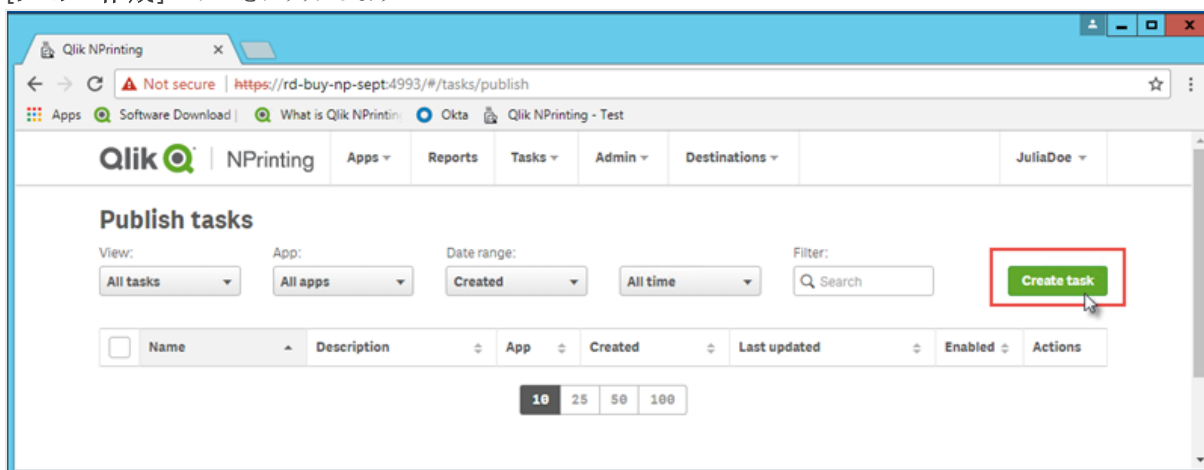 Qlik NPrinting
Not secure | https://rd-buy-np-sept:4993/#/tasks/publish
Apps Software Download | What is Qlik NPrintin Okta Qlik NPrinting - Test
Qlik NPrinting Apps Reports Tasks Admin Destinations JuliaDoe
Publish tasks
View: App: Date range: Filter:
All tasks All apps Created All time Search Create task
Name Description App Created Last updated Enabled Actions
10 25 50 100